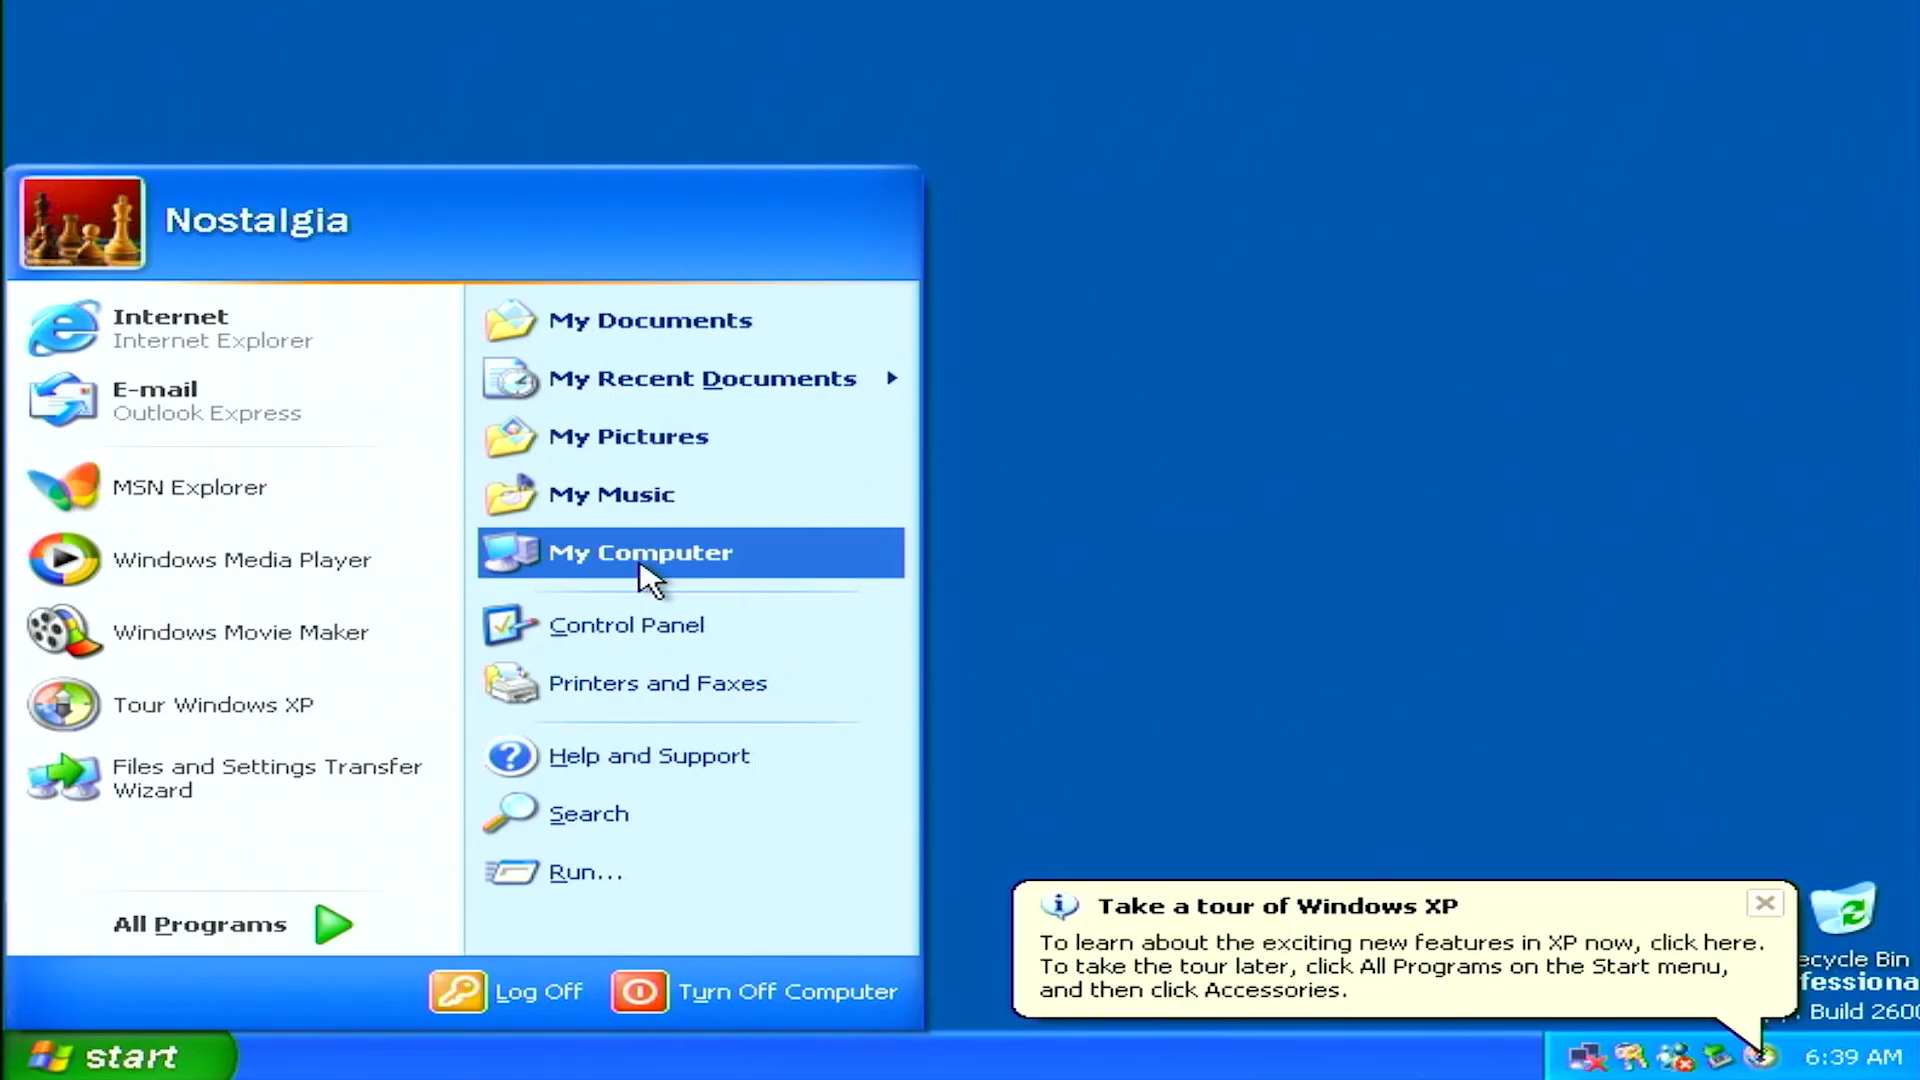 Nostalgia
Internet
Internet Explorer
E-mail
Outlook Express
MSN Explorer
Windows Media Player
Windows Movie Maker
Tour Windows XP
Files and Settings Transfer
Wizard
All Programs
My Documents
My Recent Documents
My Pictures
My Music
My Computer
Control Panel
Printers and Faxes
Help and Support
Search
Run...
Log Off
Turn Off Computer
Take a tour of Windows XP
To learn about the exciting new features in XP now, click here.
To take the tour later, click All Programs on the Start menu,
and then click Accessories.
ecycle Bin
fessiona
Build 2600
start
6:39 AM